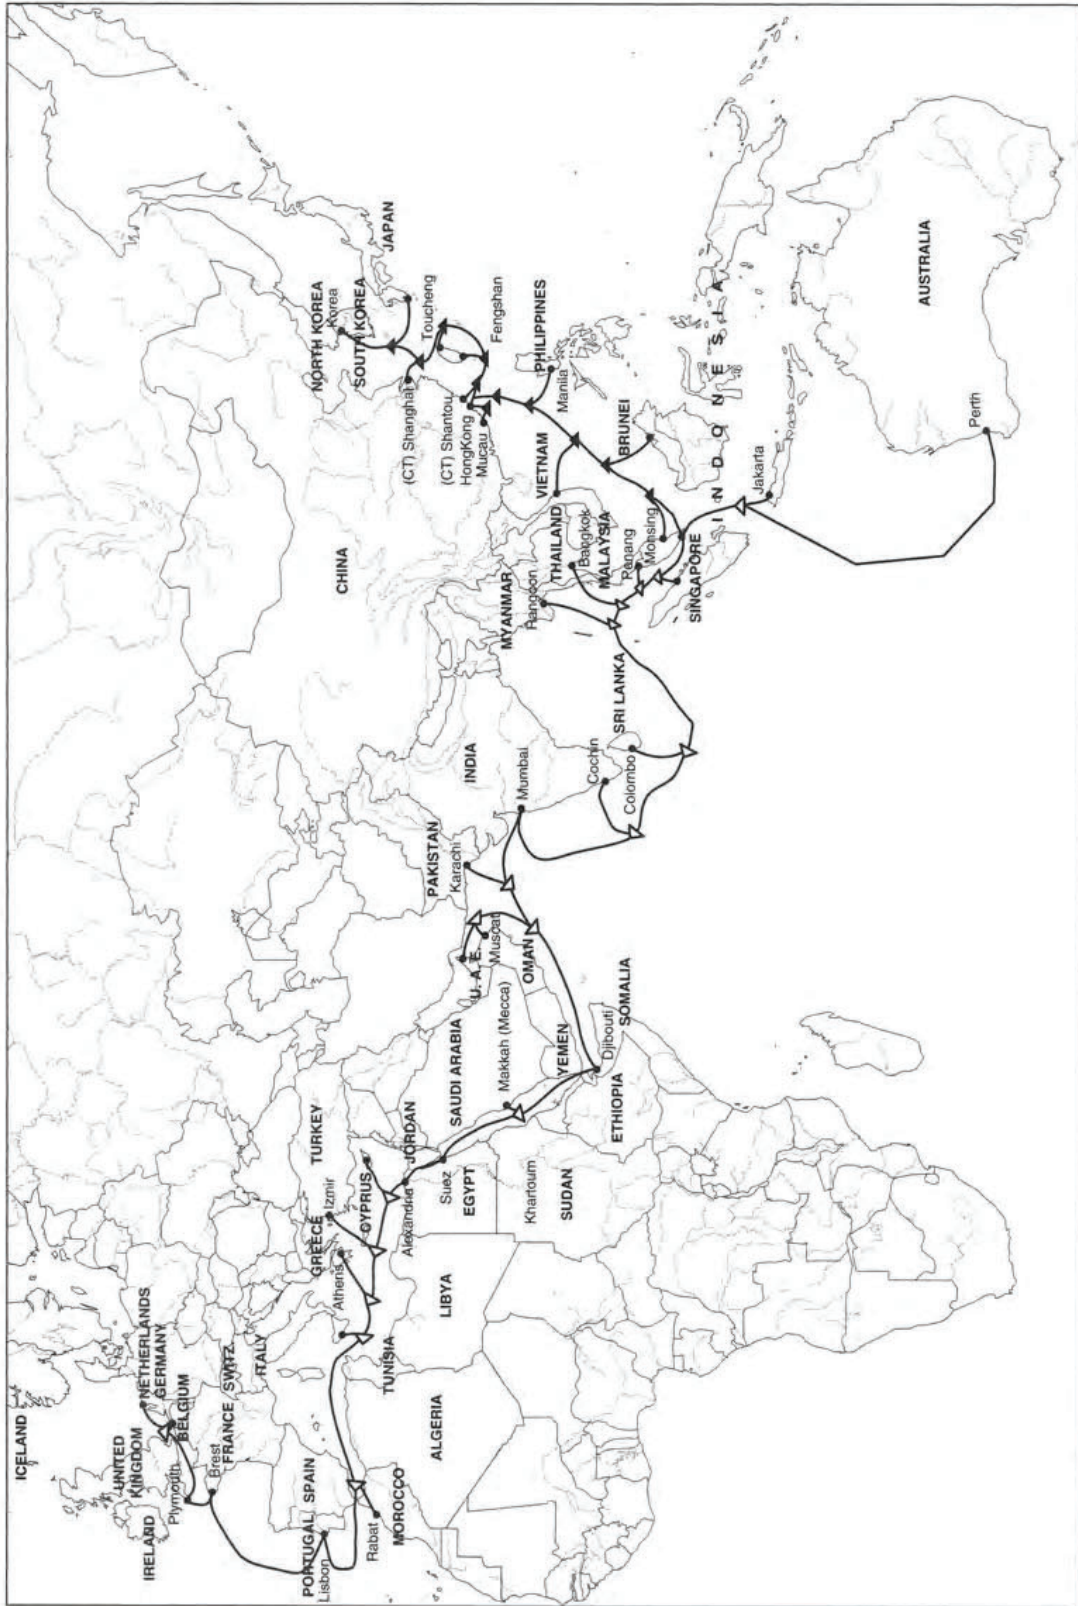 ICELAND
IRELAND
UNITED
KINGDOM
Plymouth
NETHERLANDS
GERMANY
BELGIUM
Brest
FRANCE
SWITZ.
ITALY
PORTUGAL
Lisbon
SPAIN
Rabat
MOROCCO
ALGERIA
TUNISIA
LIBYA
GREECE
Athens
Izmir
TURKEY
CYPRUS
Alexandria
JORDAN
Suez
EGYPT
Khartoum
SUDAN
SAUDI ARABIA
Makkah (Mecca)
YEMEN
Djibouti
ETHIOPIA
SOMALIA
U. A. E.
Muscat
OMAN
PAKISTAN
Karachi
INDIA
Mumbai
Cochin
Colombo
SRI LANKA
CHINA
MYANMAR
Rangoon
THAILAND
Bangkok
MALAYSIA
Penang
Monsing
SINGAPORE
VIETNAM
BRUNEI
INDONESIA
Jakarta
PHILIPPINES
Manila
(CT) Shanghai
(CT) Shantou
HongKong
Mucau
NORTH KOREA
Korea
SOUTH KOREA
JAPAN
Toucheng
Fengshan
AUSTRALIA
Perth